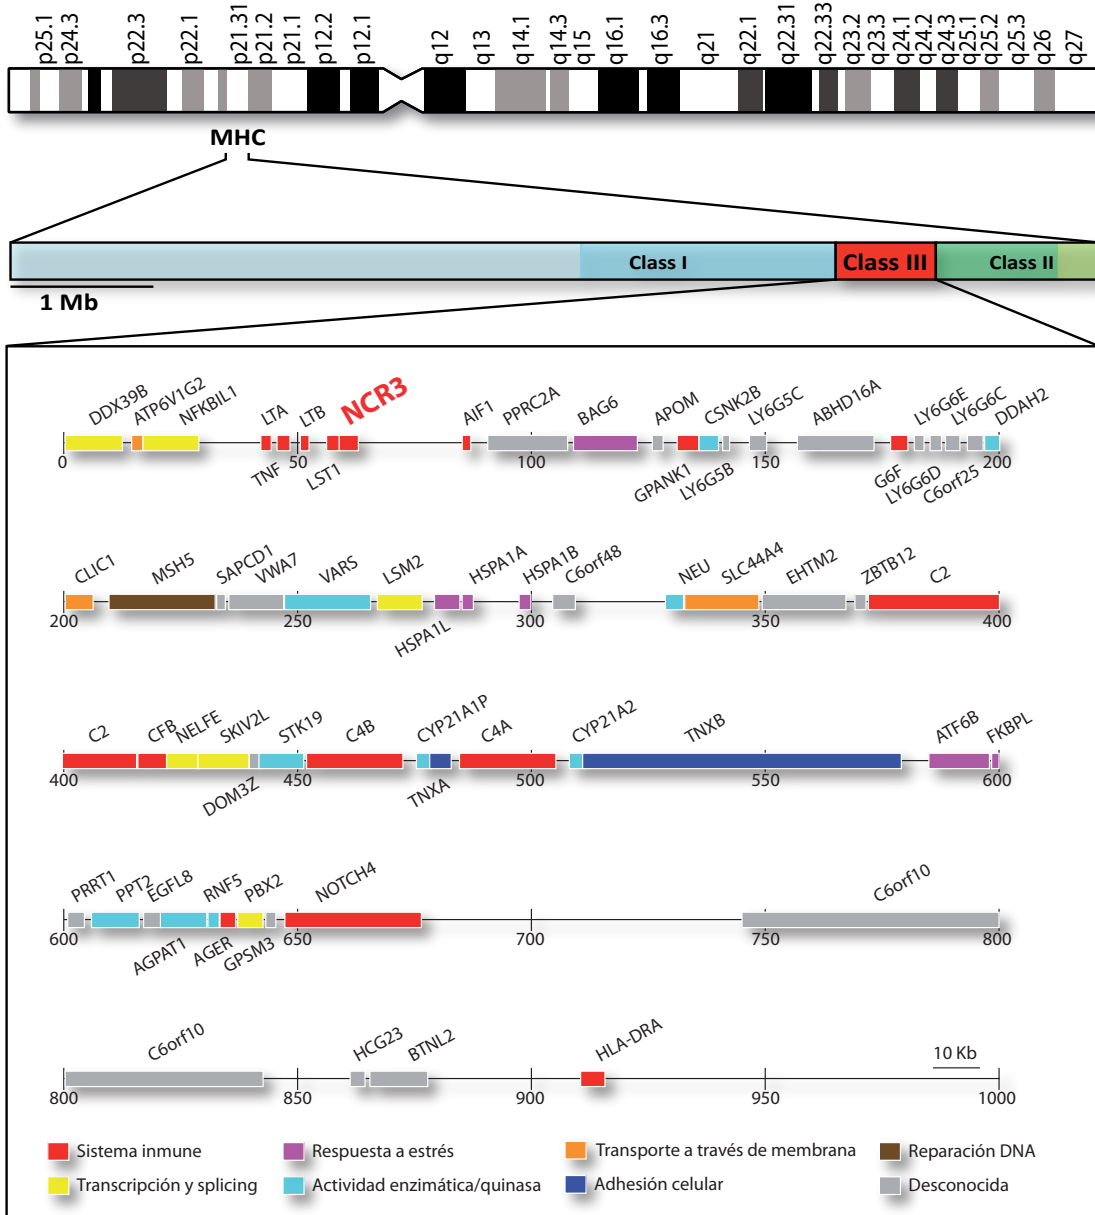 p25.1 p24.3 p22.3 p22.1 p21.31 p21.2 p21.1 p12.2 p12.1 q12 q13 q14.1 q14.3 q15 q16.1 q16.3 q21 q22.1 q22.31 q22.33 q23.2 q23.3 q24.1 q24.2 q24.3 q25.1 q25.2 q25.3 q26 q27
MHC
Class I Class III Class II
1 Mb
DDX39B ATP6V1G2 NFKBIL1 LTA LTB NCR3 AIF1 PPRC2A BAG6 APOM CSNK2B LY6G5C ABHD16A LY6G6E LY6G6C DDAH2
0 50 100 150 200
TNF LST1 GPANK1 LY6G5B G6F LY6G6D C6orf25
CLIC1 MSH5 SAPCD1 VWA7 VARS LSM2 HSPA1A HSPA1B C6orf48 NEU SLC44A4 EHTM2 ZBTB12 C2
200 250 300 350 400
HSPA1L
C2 CFB NELFE SKIV2L STK19 C4B CYP21A1P C4A CYP21A2 TNXB ATF6B FKBPL
400 450 500 550 600
DOM3Z TNXA
PRRT1 PPT2 EGFL8 RNF5 PBX2 NOTCH4 C6orf10
600 650 700 750 800
AGPAT1 AGER GPSM3
C6orf10 HCG23 BTNL2 HLA-DRA 10 Kb
800 850 900 950 1000
Sistema inmune Respuesta a estrés Transporte a través de membrana Reparación DNA
Transcripción y splicing Actividad enzimática/quinasa Adhesión celular Desconocida